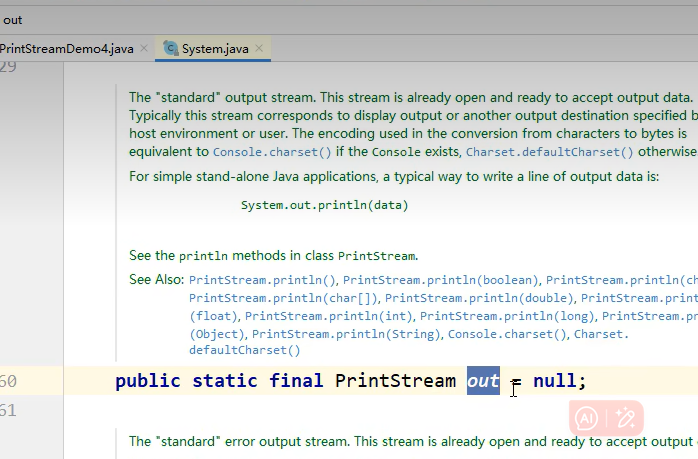 out
PrintStreamDemo4.java × System.java ×
29
The "standard" output stream. This stream is already open and ready to accept output data.
Typically this stream corresponds to display output or another output destination specified b
host environment or user. The encoding used in the conversion from characters to bytes is
equivalent to Console.charset() if the Console exists, Charset.defaultCharset() otherwise
For simple stand-alone Java applications, a typical way to write a line of output data is:
System.out.println(data)
See the println methods in class PrintStream.
See Also: PrintStream.println(), PrintStream.println(boolean), PrintStream.println(ch
PrintStream.println(char[]), PrintStream.println(double), PrintStream.print
(float), PrintStream.println(int), PrintStream.println(long), PrintStream.pr
(Object), PrintStream.println(String), Console.charset(), Charset.
defaultCharset()
60 public static final PrintStream out = null;
61
AI
The "standard" error output stream. This stream is already open and ready to accept output